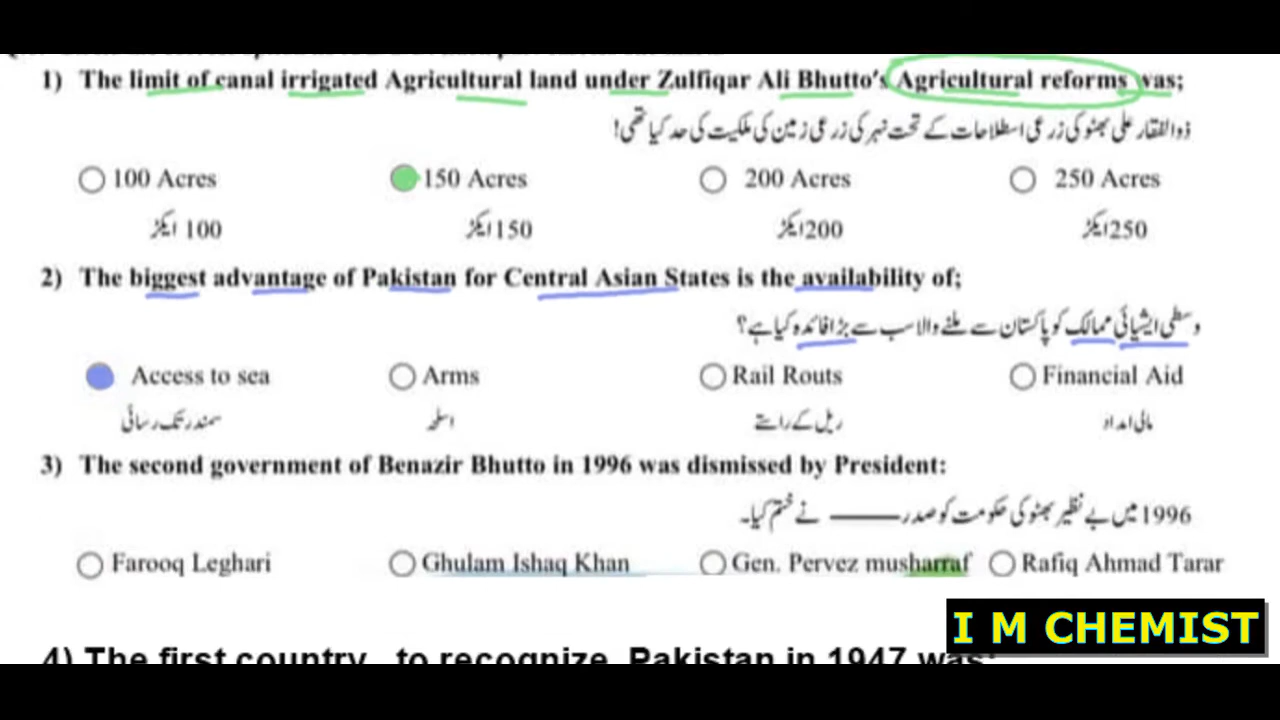 1) The limit of canal irrigated Agricultural land under Zulfiqar Ali Bhutto's Agricultural reforms was;
ذوالفقار علی بھٹو کی زرعی اصطلاحات کے تحت نہر کی زرعی زمین کی ملکیت کی حد کیا تھی!
100 Acres 150 Acres 200 Acres 250 Acres
100 ایکڑ 150 ایکڑ 200 ایکڑ 250 ایکڑ
2) The biggest advantage of Pakistan for Central Asian States is the availability of;
وسطی ایشیائی ممالک کو پاکستان سے ملنے والا سب سے بڑا فائدہ کیا ہے؟
Access to sea Arms Rail Routs Financial Aid
سمندر تک رسائی اسلحہ ریل کے راستے مالی امداد
3) The second government of Benazir Bhutto in 1996 was dismissed by President:
1996 میں بے نظیر بھٹو کی حکومت کو صدر ——— نے ختم کیا۔
Farooq Leghari Ghulam Ishaq Khan Gen. Pervez musharraf Rafiq Ahmad Tarar
I M CHEMIST
4) The first country to recognize Pakistan in 1947 was: